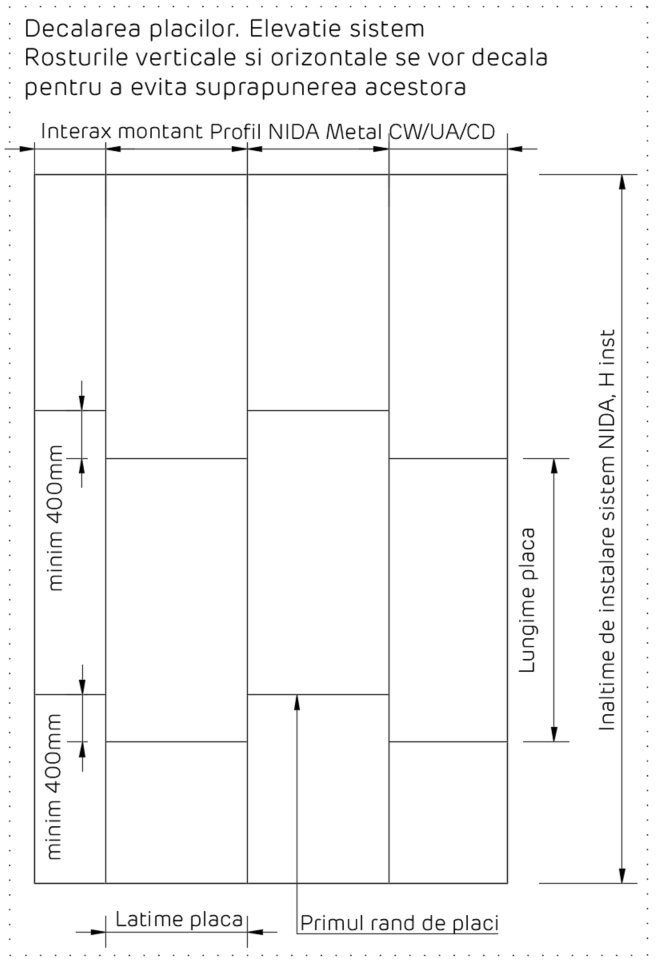 Decalarea placilor. Elevatie sistem
Rosturile verticale si orizontale se vor decala
pentru a evita suprapunerea acestora
Interax montant Profil NIDA Metal CW/UA/CD
minim 400mm
minim 400mm
Lungime placa
Inaltime de instalare sistem NIDA, H inst
Latime placa
Primul rand de placi